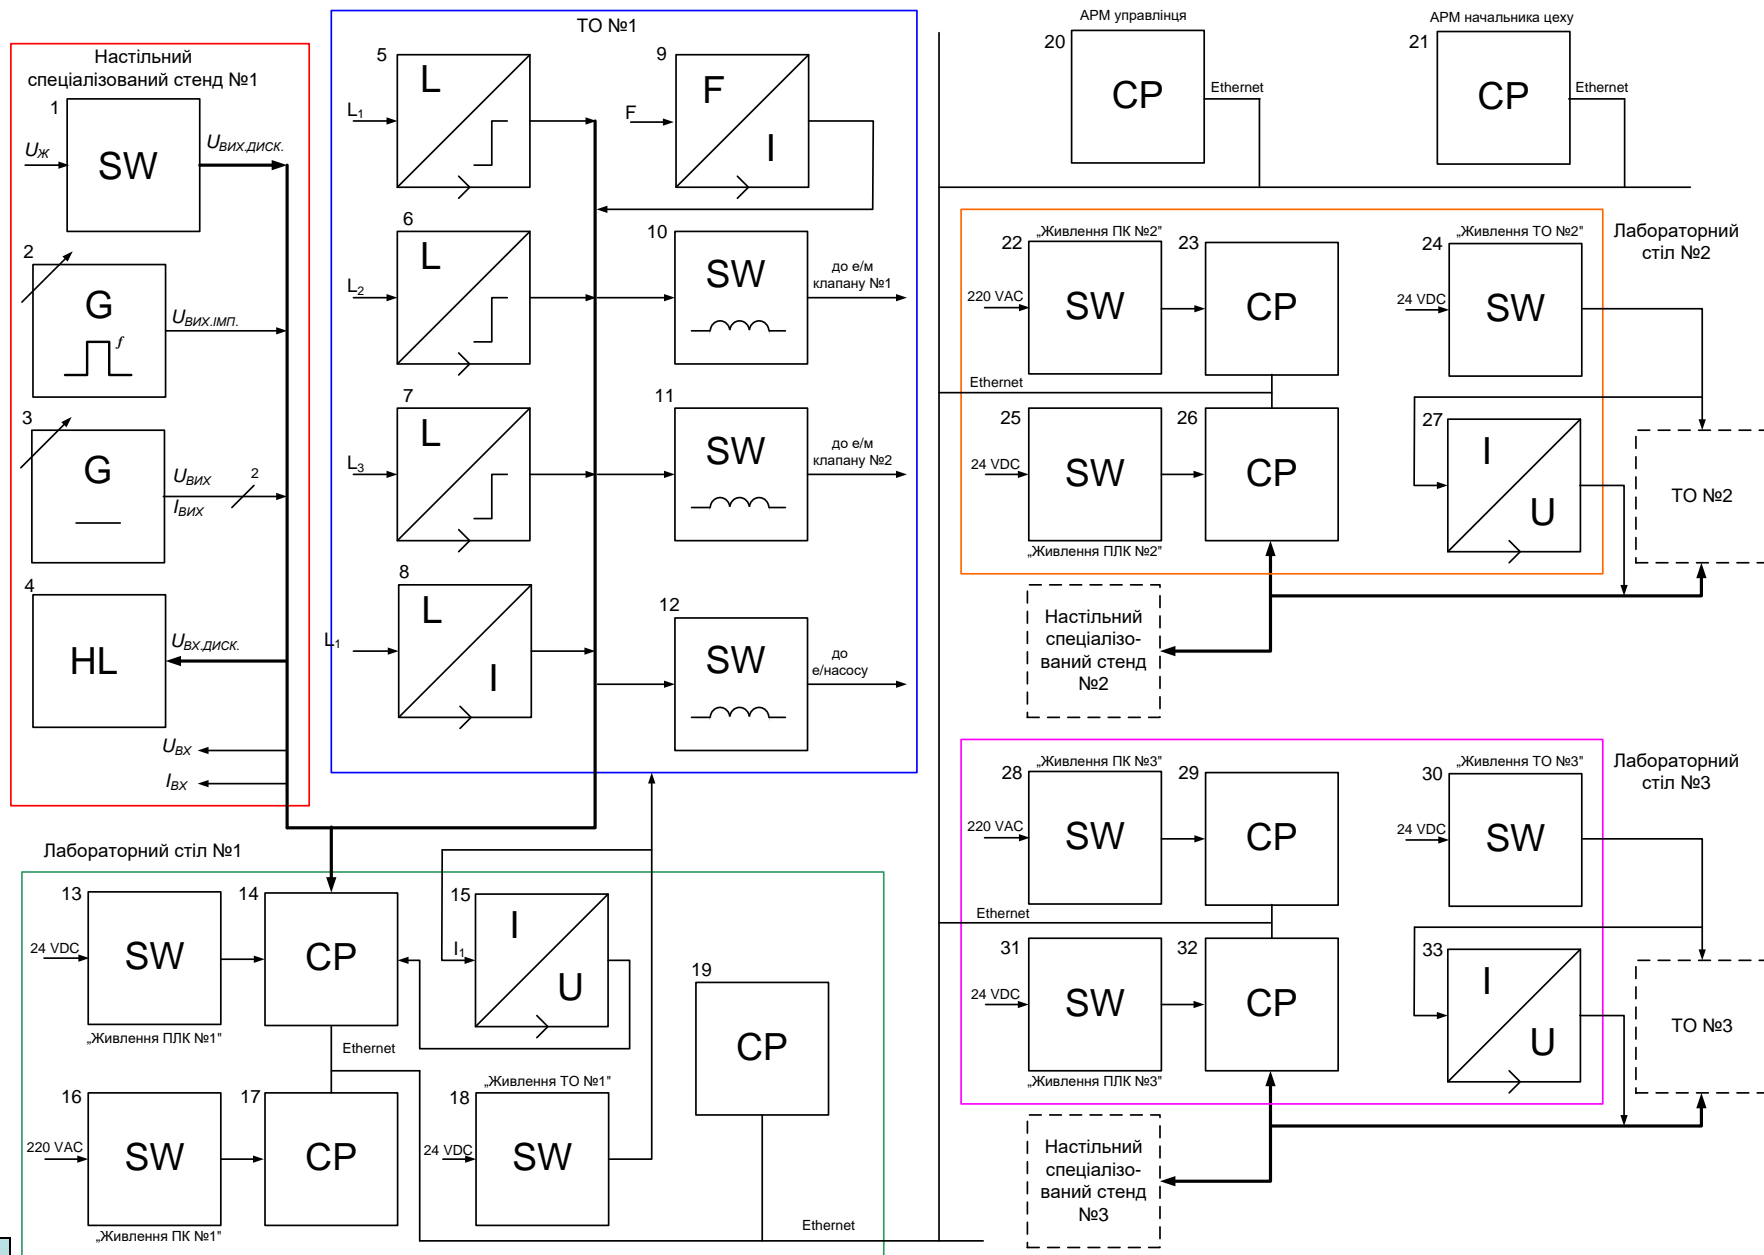 Настільний
спеціалізований стенд №1
1
U Ж
SW
U ВИХ.ДИСК.
2
G
f
U ВИХ.ІМП.
3
G
U ВИХ
I ВИХ
2
4
HL
U ВХ.ДИСК.
U ВХ
I ВХ
ТО №1
5
L1
L
6
L2
L
7
L3
L
8
L1
L
I
9
F
F
I
10
SW
до е/м
клапану №1
11
SW
до е/м
клапану №2
12
SW
до
е/насосу
Лабораторний стіл №1
13
24 VDC
SW
„Живлення ПЛК №1"
14
CP
Ethernet
15
I1
I
U
16
220 VAC
SW
„Живлення ПК №1"
17
CP
„Живлення ТО №1"
18
24 VDC
SW
19
CP
Ethernet
АРМ управлінця
20
CP
Ethernet
АРМ начальника цеху
21
CP
Ethernet
Лабораторний
стіл №2
„Живлення ПК №2"
22
220 VAC
SW
23
CP
„Живлення ТО №2"
24
24 VDC
SW
Ethernet
25
24 VDC
SW
„Живлення ПЛК №2"
26
CP
27
I
U
ТО №2
Настільний
спеціалізо-
ваний стенд
№2
Лабораторний
стіл №3
„Живлення ПК №3"
28
220 VAC
SW
29
CP
„Живлення ТО №3"
30
24 VDC
SW
Ethernet
31
24 VDC
SW
„Живлення ПЛК №3"
32
CP
33
I
U
ТО №3
Настільний
спеціалізо-
ваний стенд
№3